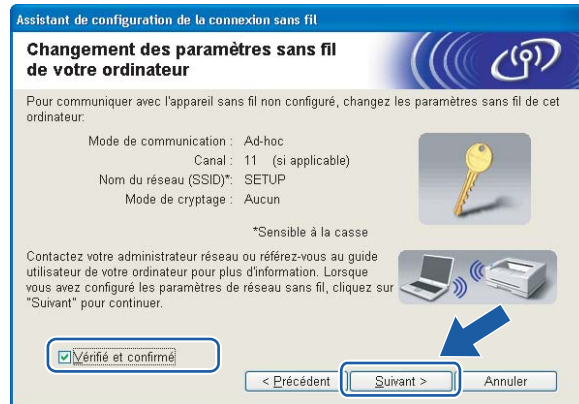 Assistant de configuration de la connexion sans fil
Changement des paramètres sans fil
de votre ordinateur
Pour communiquer avec l'appareil sans fil non configuré, changez les paramètres sans fil de cet
ordinateur:
Mode de communication : Ad-hoc
Canal : 11 (si applicable)
Nom du réseau (SSID)*: SETUP
Mode de cryptage : Aucun
*Sensible à la casse
Contactez votre administrateur réseau ou référez-vous au guide
utilisateur de votre ordinateur pour plus d'information. Lorsque
vous avez configuré les paramètres de réseau sans fil, cliquez sur
"Suivant" pour continuer.
Vérifié et confirmé
< Précédent Suivant > Annuler